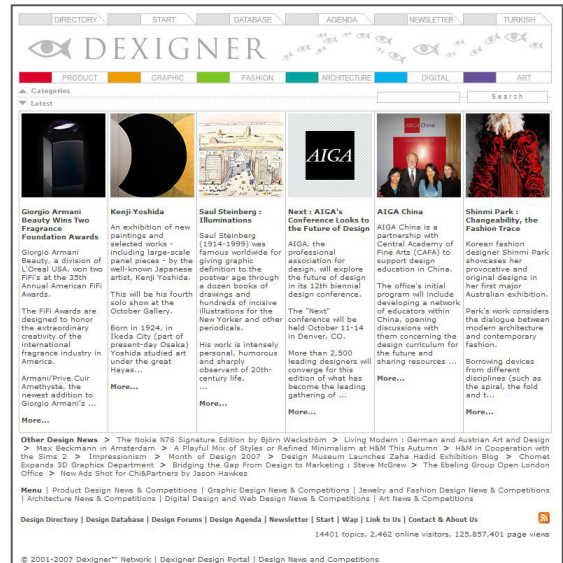 DIRECTORY START DATABASE AGENDA NEWSLETTER TURKISH
DEXIGNER
PRODUCT GRAPHIC FASHION ARCHITECTURE DIGITAL ART
Categories
Latest
Search
AIGA
AIGA China
Giorgio Armani
Beauty Wins Two
Fragrance
Foundation Awards
Giorgio Armani
Beauty, a division of
L'Oreal USA, won two
FiFi's at the 35th
Annual American FiFi
Awards.
The FiFi Awards are
designed to honor
the extraordinary
creativity of the
international
fragrance industry in
America.
Armani/Prive Cuir
Amethyste, the
newest addition to
Giorgio Armani's ...
More...
Kenji Yoshida
An exhibition of new
paintings and
selected works -
including large-scale
panel pieces - by the
well-known Japanese
artist, Kenji Yoshida.
This will be his fourth
solo show at the
October Gallery.
Born in 1924, in
Ikeda City (part of
present-day Osaka)
Yoshida studied art
under the great
Hayas...
More...
Saul Steinberg :
Illuminations
Saul Steinberg
(1914-1999) was
famous worldwide for
giving graphic
definition to the
postwar age through
a dozen books of
drawings and
hundreds of incisive
illustrations for the
New Yorker and other
periodicals.
His work is intensely
personal, humorous
and sharply
observant of 20th-
century life.
...
More...
Next : AIGA's
Conference Looks to
the Future of Design
AIGA, the
professional
association for
design, will explore
the future of design
in its 12th biennial
design conference.
The "Next"
conference will be
held October 11-14
in Denver, CO.
More than 2,500
leading designers will
converge for this
edition of what has
become the leading
gathering of ...
More...
AIGA China
AIGA China is a
partnership with
Central Academy of
Fine Arts (CAFA) to
support design
education in China.
The office's initial
program will include
developing a network
of educators within
China, opening
discussions with
them concerning the
design curriculum for
the future and
sharing resources ...
More...
Shinmi Park :
Changeability, the
Fashion Trace
Korean fashion
designer Shinmi Park
showcases her
provocative and
original designs in
her first major
Australian exhibition.
Park's work considers
the dialogue between
modern architecture
and contemporary
fashion.
Borrowing devices
from different
disciplines (such as
the spiral, the fold
and t...
More...
Other Design News > The Nokia N76 Signature Edition by Björn Weckström > Living Modern : German and Austrian Art and Design
> Max Beckmann in Amsterdam > A Playful Mix of Styles or Refined Minimalism at H&M This Autumn > H&M in Cooperation with
the Sims 2 > Impressionism > Month of Design 2007 > Design Museum Launches Zaha Hadid Exhibition Blog > Chomet
Expands 3D Graphics Department > Bridging the Gap From Design to Marketing : Steve McGrew > The Ebeling Group Open London
Office > New Ads Shot for Chi&Partners by Jason Hawkes
Menu | Product Design News & Competitions | Graphic Design News & Competitions | Jewelry and Fashion Design News & Competitions
| Architecture News & Competitions | Digital Design and Web Design News & Competitions | Art News & Competitions
Design Directory | Design Database | Design Forums | Design Agenda | Newsletter | Start | Wap | Link to Us | Contact & About Us
14401 topics, 2,462 online visitors, 125,857,401 page views
© 2001-2007 Dexigner™ Network | Dexigner Design Portal | Design News and Competitions